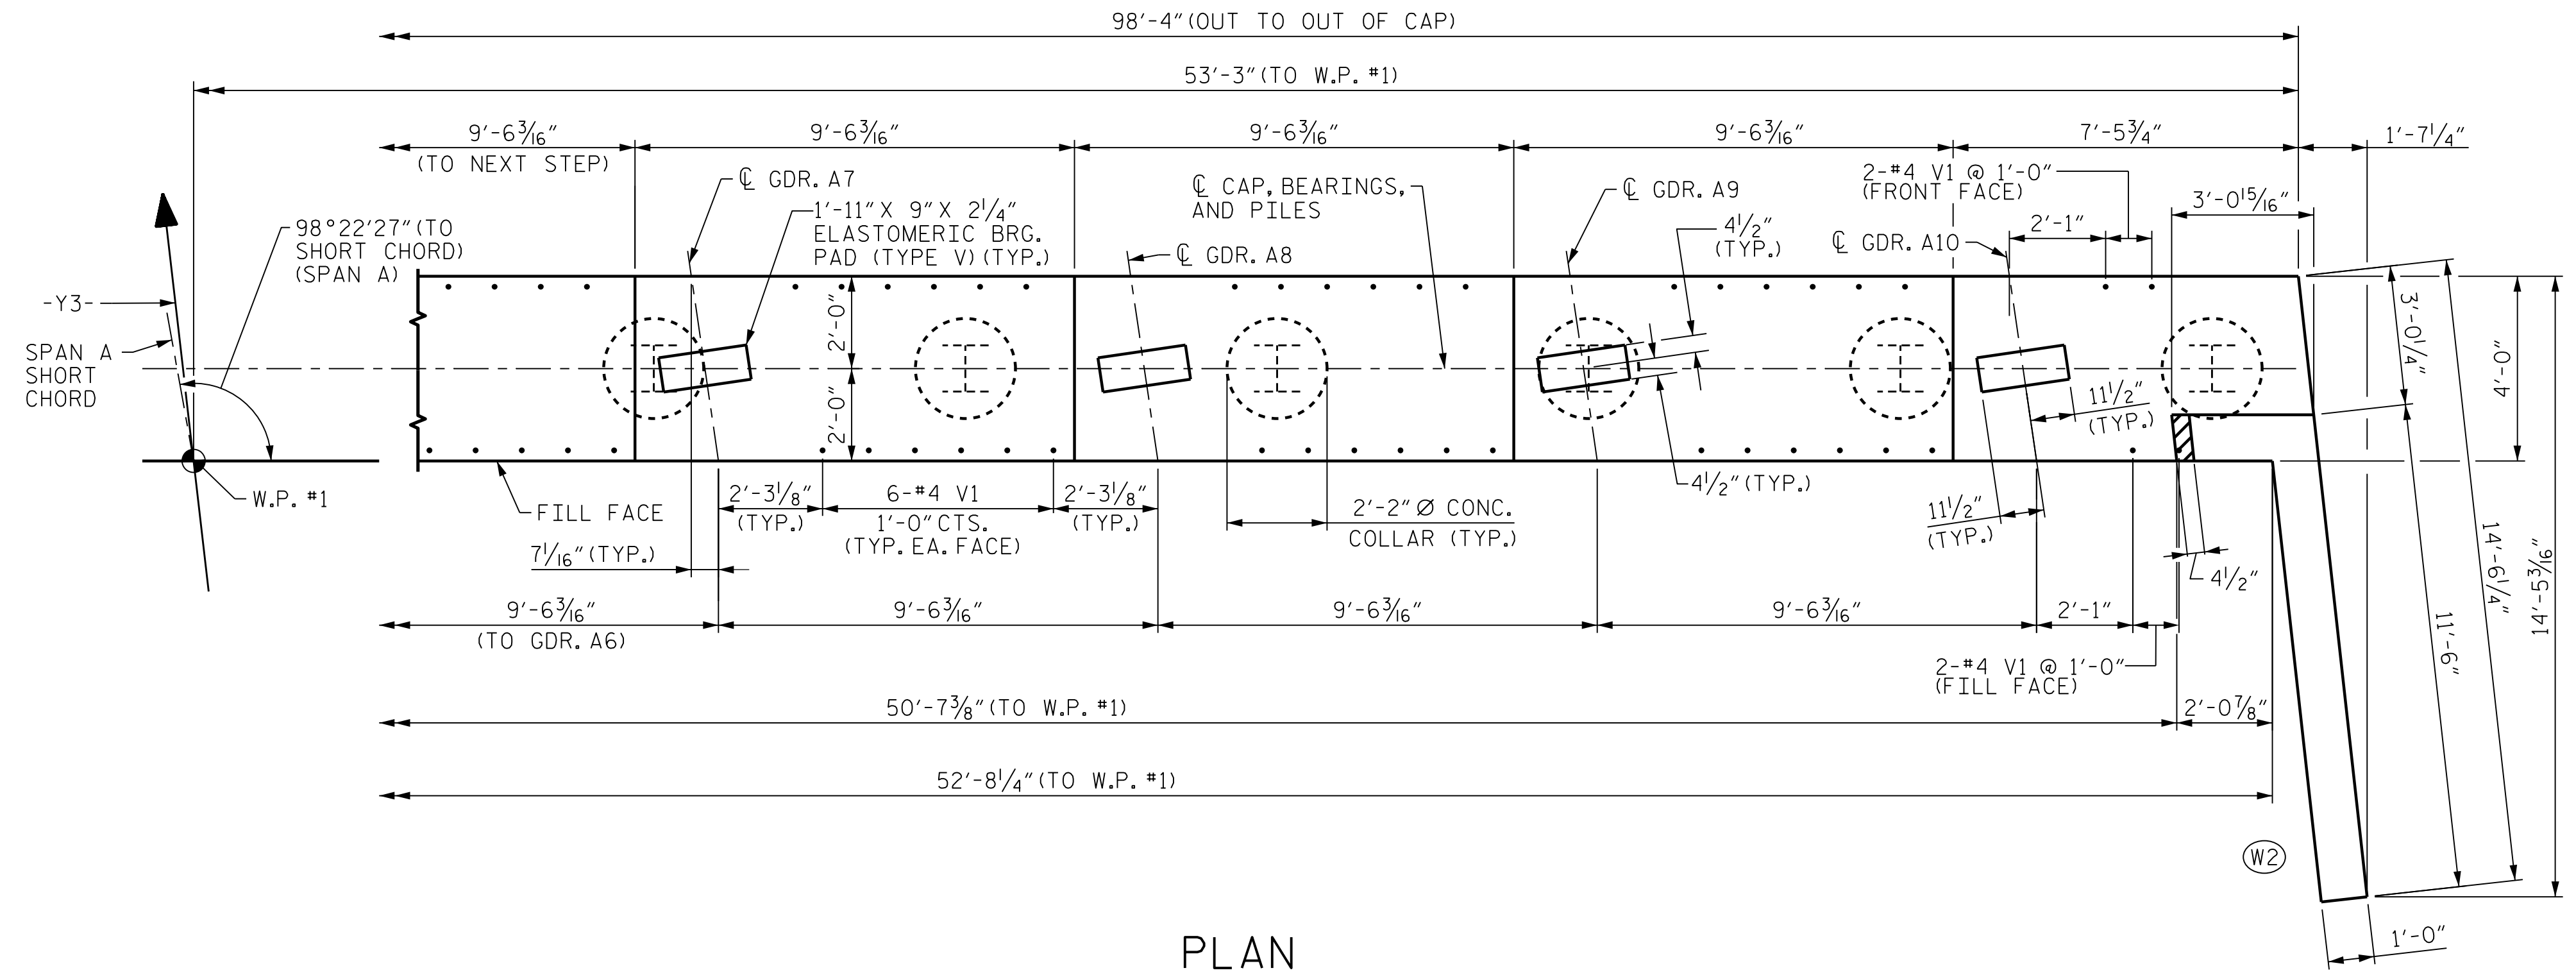 98'-4" (OUT TO OUT OF CAP)
53'-3" (TO W.P. #1)
9'-6 3/16"
(TO NEXT STEP)
9'-6 3/16"
9'-6 3/16"
9'-6 3/16"
7'-5 3/4"
1'-7 1/4"
℄ GDR. A7
1'-11" X 9" X 2 1/4"
ELASTOMERIC BRG.
PAD (TYPE V) (TYP.)
℄ GDR. A8
℄ CAP, BEARINGS,
AND PILES
℄ GDR. A9
4 1/2"
(TYP.)
℄ GDR. A10
2-#4 V1 @ 1'-0"
(FRONT FACE)
2'-1"
3'-0 15/16"
98°22'27" (TO
SHORT CHORD)
(SPAN A)
-Y3-
SPAN A
SHORT
CHORD
W.P. #1
2'-0"
2'-0"
11 1/2"
(TYP.)
3'-0 1/4"
4'-0"
FILL FACE
2'-3 1/8"
(TYP.)
6-#4 V1
1'-0" CTS.
(TYP. EA. FACE)
2'-3 1/8"
(TYP.)
2'-2" Ø CONC.
COLLAR (TYP.)
4 1/2" (TYP.)
11 1/2"
(TYP.)
4 1/2"
7 1/16" (TYP.)
14'-6 1/4"
14'-5 3/16"
11'-6"
9'-6 3/16"
(TO GDR. A6)
9'-6 3/16"
9'-6 3/16"
9'-6 3/16"
2'-1"
2-#4 V1 @ 1'-0"
(FILL FACE)
50'-7 3/8" (TO W.P. #1)
2'-0 7/8"
52'-8 1/4" (TO W.P. #1)
W2
1'-0"
PLAN